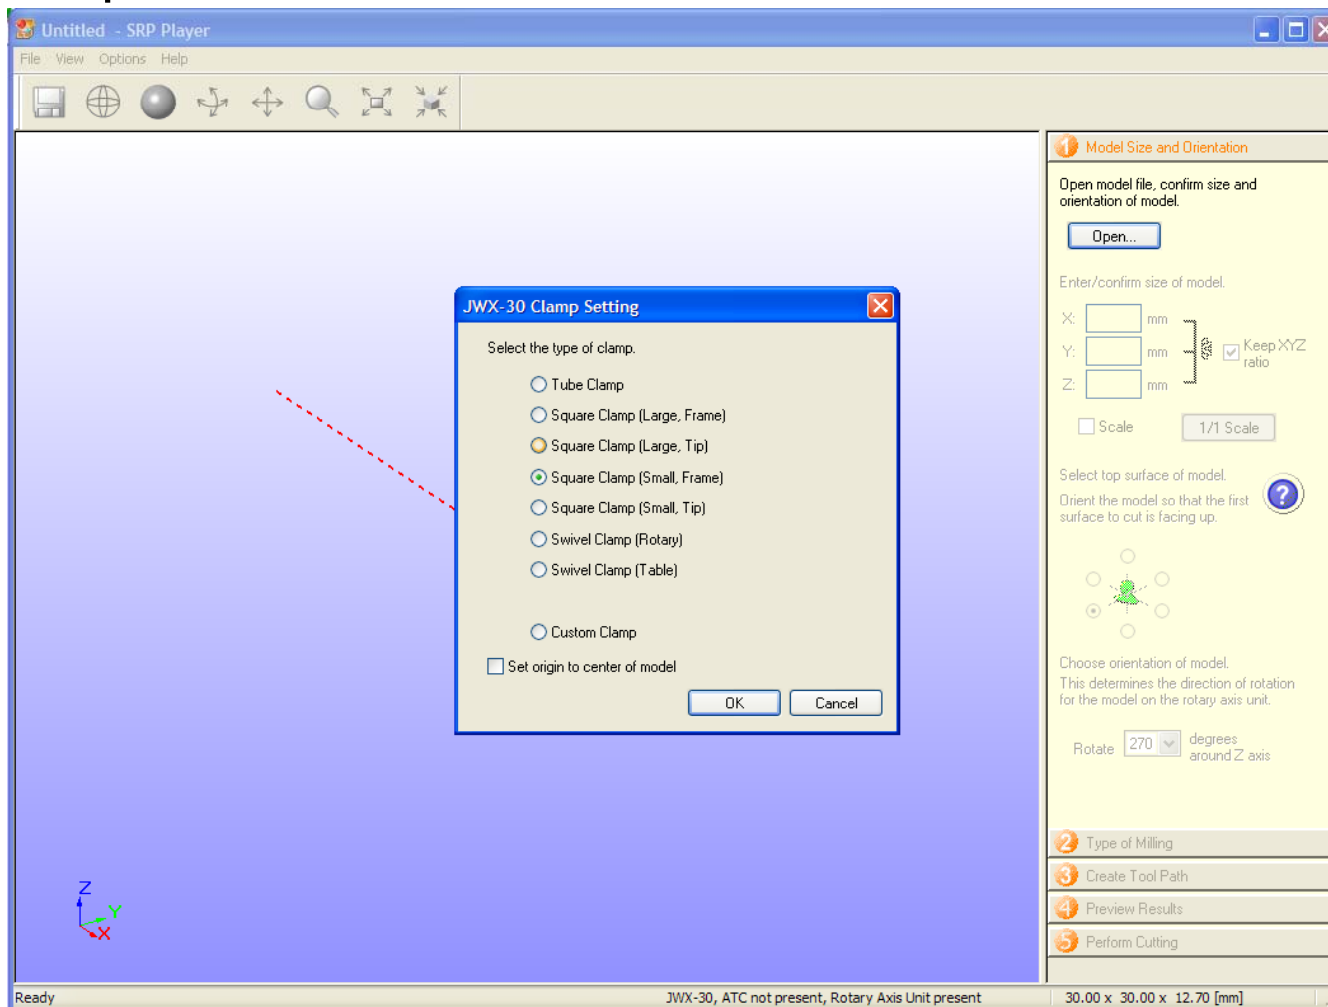 Untitled - SRP Player
File View Options Help
1 Model Size and Orientation
Open model file, confirm size and
orientation of model.
Open...
Enter/confirm size of model.
X: mm
Y: mm
Z: mm
Keep XYZ
ratio
Scale
1/1 Scale
Select top surface of model.
Orient the model so that the first
surface to cut is facing up.
?
Choose orientation of model.
This determines the direction of rotation
for the model on the rotary axis unit.
Rotate 270 degrees
around Z axis
2 Type of Milling
3 Create Tool Path
4 Preview Results
5 Perform Cutting
JWX-30 Clamp Setting
Select the type of clamp.
Tube Clamp
Square Clamp (Large, Frame)
Square Clamp (Large, Tip)
Square Clamp (Small, Frame)
Square Clamp (Small, Tip)
Swivel Clamp (Rotary)
Swivel Clamp (Table)
Custom Clamp
Set origin to center of model
OK Cancel
Z
Y
X
Ready JWX-30, ATC not present, Rotary Axis Unit present 30.00 x 30.00 x 12.70 [mm]